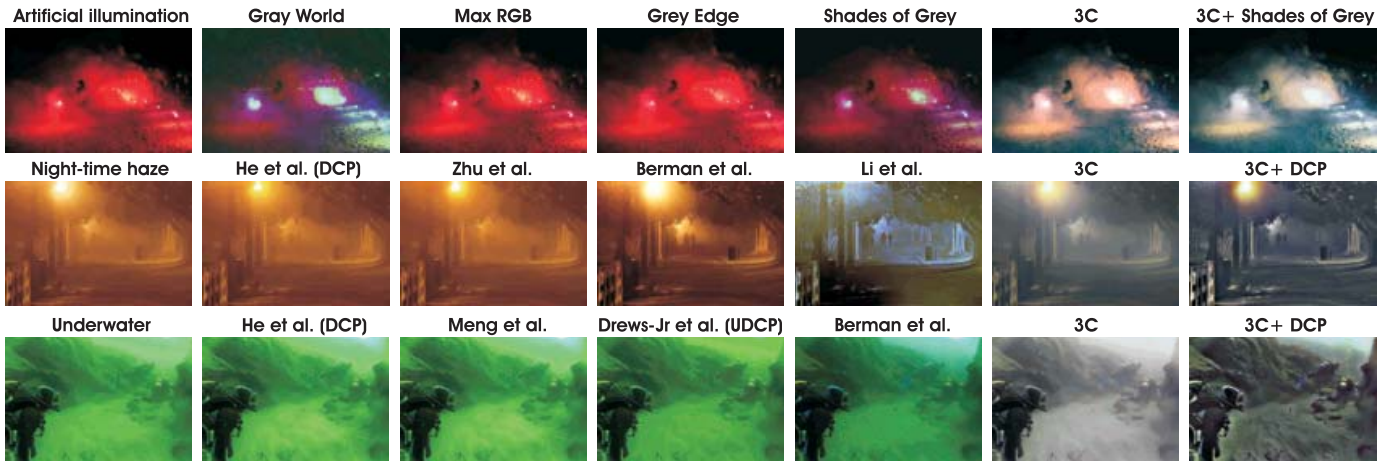 Artificial illumination Gray World Max RGB Grey Edge Shades of Grey 3C 3C+ Shades of Grey
Night-time haze He et al. (DCP) Zhu et al. Berman et al. Li et al. 3C 3C+ DCP
Underwater He et al. (DCP) Meng et al. Drews-Jr et al. (UDCP) Berman et al. 3C 3C+ DCP